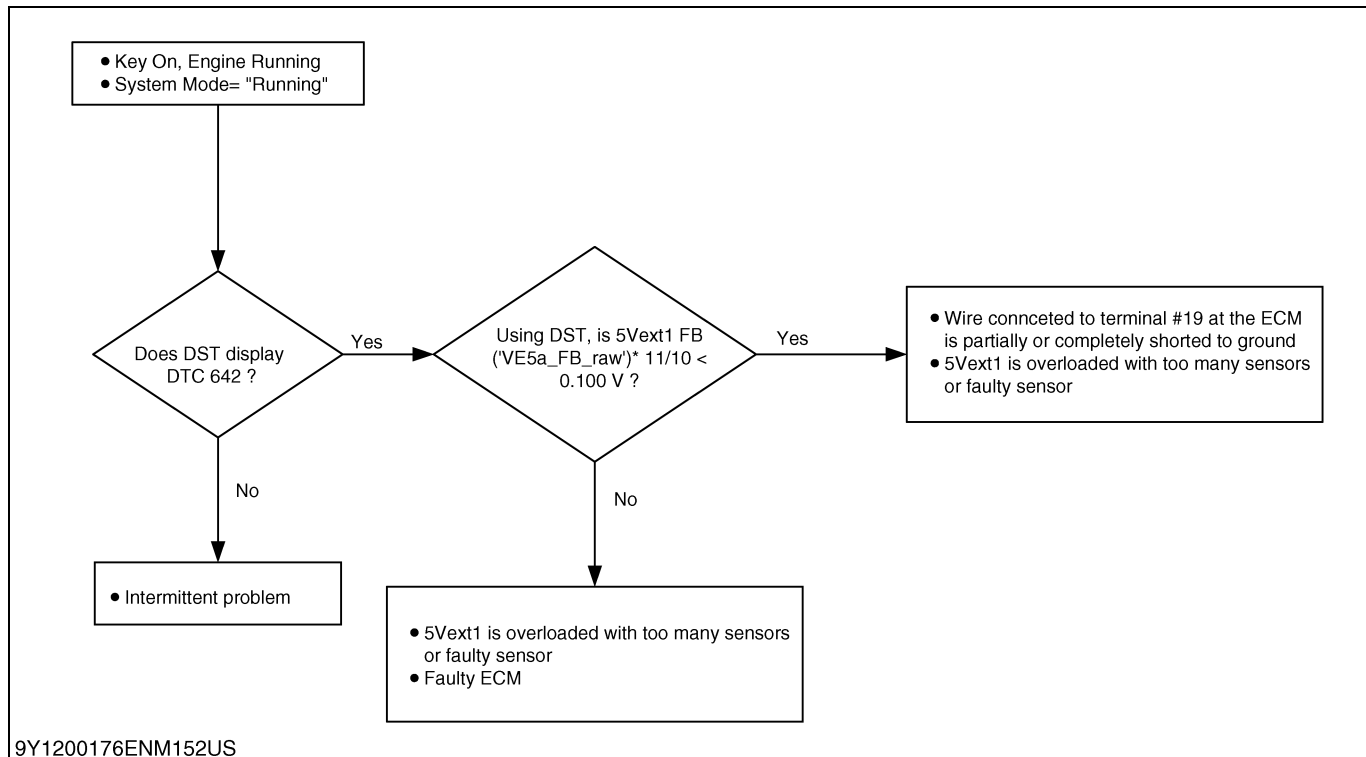 ● Key On, Engine Running
● System Mode= "Running"
Does DST display
DTC 642 ?
Yes
No
● Intermittent problem
Using DST, is 5Vext1 FB
('VE5a_FB_raw')* 11/10 <
0.100 V ?
Yes
No
● Wire connceted to terminal #19 at the ECM
is partially or completely shorted to ground
● 5Vext1 is overloaded with too many sensors
or faulty sensor
● 5Vext1 is overloaded with too many sensors
or faulty sensor
● Faulty ECM
9Y1200176ENM152US